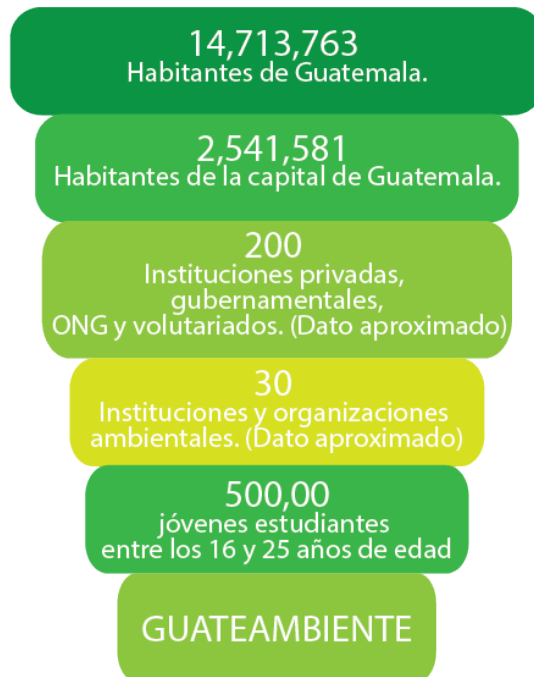 14,713,763
Habitantes de Guatemala.
2,541,581
Habitantes de la capital de Guatemala.
200
Instituciones privadas,
gubernamentales,
ONG y volutariados. (Dato aproximado)
30
Instituciones y organizaciones
ambientales. (Dato aproximado)
500,00
jóvenes estudiantes
entre los 16 y 25 años de edad
GUATEAMBIENTE